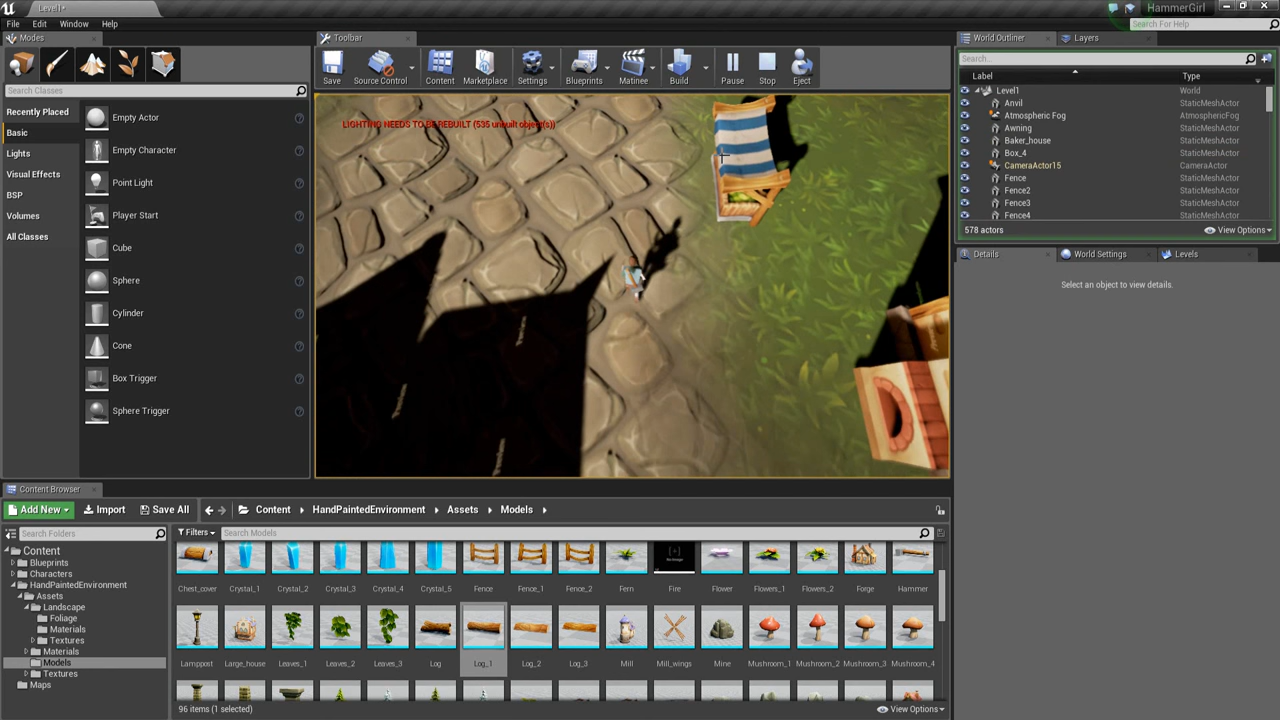 Level1*
HammerGirl
File
Edit
Window
Help
Search For Help
Modes
Toolbar
World Outliner
Layers
Search Classes
Save
Source Control
Content
Marketplace
Settings
Blueprints
Matinee
Build
Pause
Stop
Eject
Search...
Label
Type
Recently Placed
Basic
Lights
Visual Effects
BSP
Volumes
All Classes
Empty Actor
Empty Character
Point Light
Player Start
Cube
Sphere
Cylinder
Cone
Box Trigger
Sphere Trigger
LIGHTING NEEDS TO BE REBUILT (535 unbuilt object(s))
Level1 World
Anvil StaticMeshActor
Atmospheric Fog AtmosphericFog
Awning StaticMeshActor
Baker_house StaticMeshActor
Box_4 StaticMeshActor
CameraActor15 CameraActor
Fence StaticMeshActor
Fence2 StaticMeshActor
Fence3 StaticMeshActor
Fence4 StaticMeshActor
578 actors
View Options
Details
World Settings
Levels
Select an object to view details.
Content Browser
Add New
Import
Save All
Content
HandPaintedEnvironment
Assets
Models
Search Folders
Filters
Search Models
Content
Blueprints
Characters
HandPaintedEnvironment
Assets
Landscape
Foliage
Materials
Textures
Materials
Models
Textures
Maps
Chest_cover
Crystal_1
Crystal_2
Crystal_3
Crystal_4
Crystal_5
Fence
Fence_1
Fence_2
Fern
Fire
Flower
Flowers_1
Flowers_2
Forge
Hammer
Lamppost
Large_house
Leaves_1
Leaves_2
Leaves_3
Log
Log_1
Log_2
Log_3
Mill
Mill_wings
Mine
Mushroom_1
Mushroom_2
Mushroom_3
Mushroom_4
96 items (1 selected)
View Options